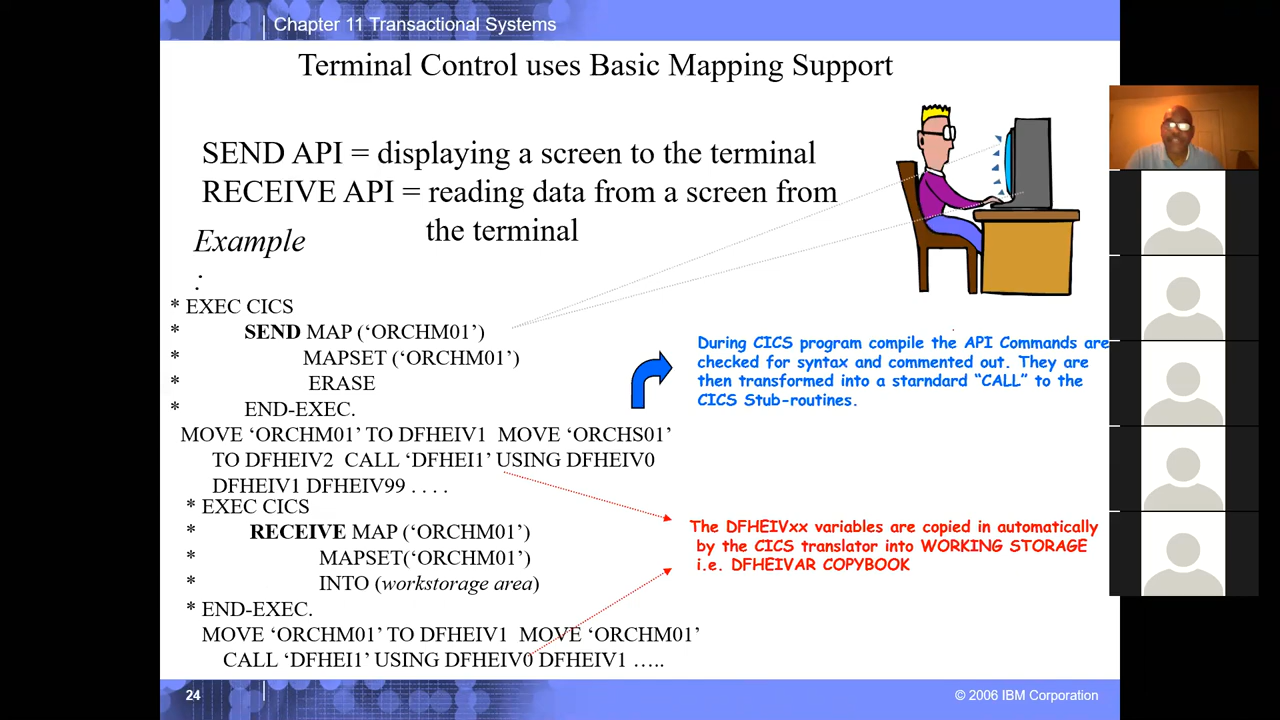 Chapter 11 Transactional Systems
Terminal Control uses Basic Mapping Support
SEND API = displaying a screen to the terminal
RECEIVE API = reading data from a screen from
the terminal
Example
:
* EXEC CICS
* SEND MAP (‘ORCHM01’)
* MAPSET (‘ORCHM01’)
* ERASE
* END-EXEC.
MOVE ‘ORCHM01’ TO DFHEIV1 MOVE ‘ORCHS01’
TO DFHEIV2 CALL ‘DFHEI1’ USING DFHEIV0
DFHEIV1 DFHEIV99 . . . .
* EXEC CICS
* RECEIVE MAP (‘ORCHM01’)
* MAPSET(‘ORCHM01’)
* INTO (workstorage area)
* END-EXEC.
MOVE ‘ORCHM01’ TO DFHEIV1 MOVE ‘ORCHM01’
CALL ‘DFHEI1’ USING DFHEIV0 DFHEIV1 …..
During CICS program compile the API Commands are
checked for syntax and commented out. They are
then transformed into a starndard “CALL” to the
CICS Stub-routines.
The DFHEIVxx variables are copied in automatically
by the CICS translator into WORKING STORAGE
i.e. DFHEIVAR COPYBOOK
24
© 2006 IBM Corporation